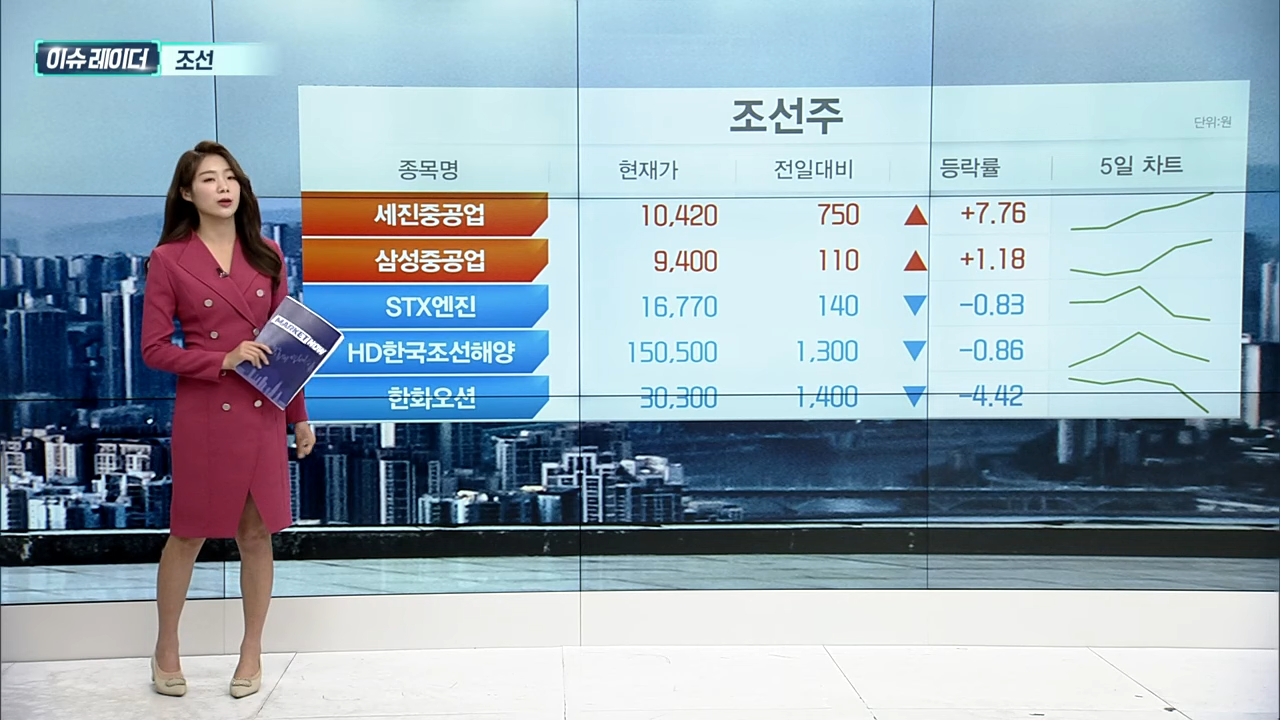 이슈레이더 조선
조선주
단위:원
종목명 현재가 전일대비 등락률 5일 차트
세진중공업 10,420 750 ▲ +7.76
삼성중공업 9,400 110 ▲ +1.18
STX엔진 16,770 140 ▼ -0.83
HD한국조선해양 150,500 1,300 ▼ -0.86
한화오션 30,300 1,400 ▼ -4.42
MARKETNOW